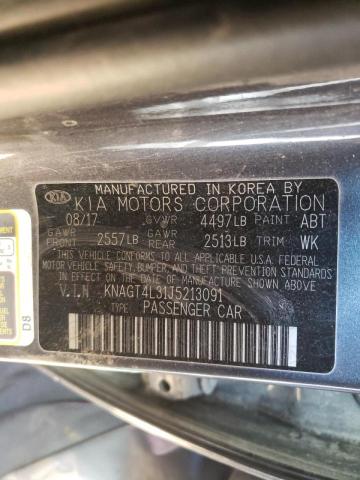 MANUFACTURED IN KOREA BY
KIA
KIA MOTORS CORPORATION
08/17 GVWR 4497LB PAINT ABT
GAWR FRONT 2557LB GAWR REAR 2513LB TRIM WK
THIS VEHICLE CONFORMS TO ALL APPLICABLE
U.S.A. FEDERAL MOTOR VEHICLE SAFETY, BUMPER,
AND THEFT PREVENTION STANDARDS IN EFFECT ON
THE DATE OF MANUFACTURE SHOWN ABOVE
V.I.N KNAGT4L31J5213091
TYPE: PASSENGER CAR
D8